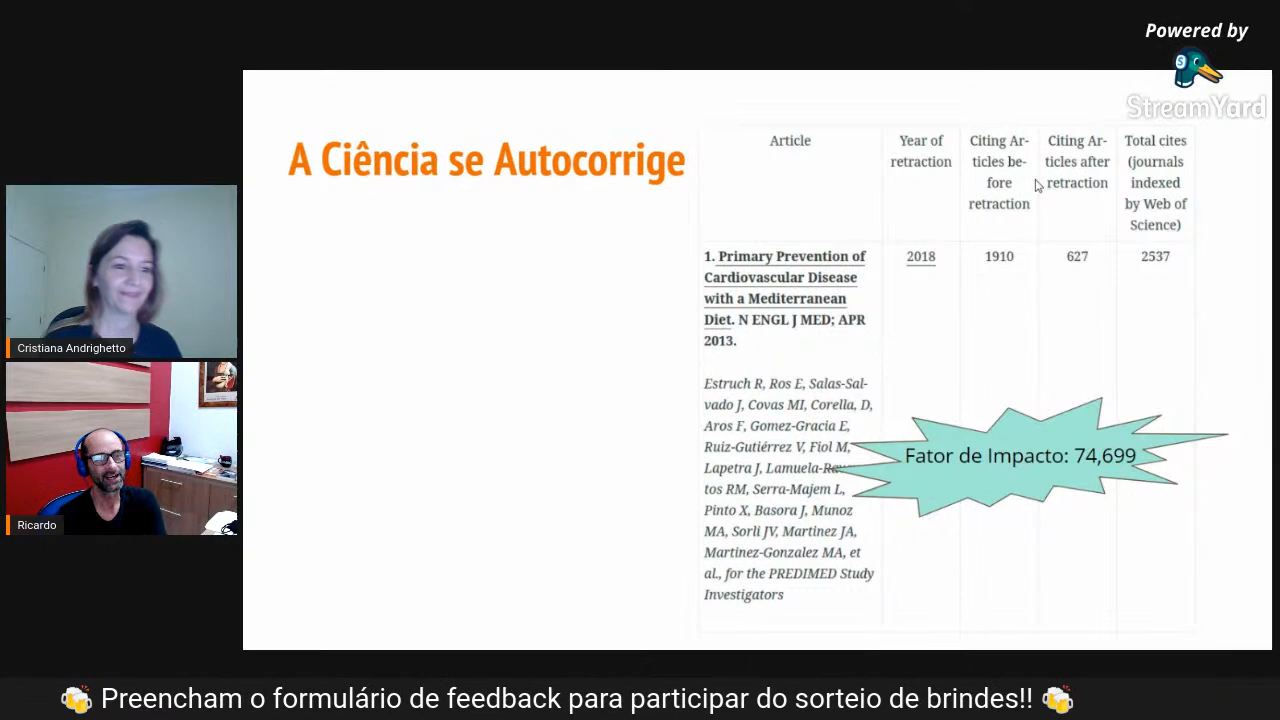 Powered by
StreamYard
A Ciência se Autocorrige
Article
Year of
retraction
Citing Ar-
ticles be-
fore
retraction
Citing Ar-
ticles after
retraction
Total cites
(journals
indexed
by Web of
Science)
1. Primary Prevention of
Cardiovascular Disease
with a Mediterranean
Diet. N ENGL J MED; APR
2013.
2018
1910
627
2537
Estruch R, Ros E, Salas-Sal-
vado J, Covas MI, Corella, D,
Aros F, Gomez-Gracia E,
Ruiz-Gutiérrez V, Fiol M,
Lapetra J, Lamuela-
tos RM, Serra-Majem L,
Pinto X, Basora J, Munoz
MA, Sorli JV, Martinez JA,
Martinez-Gonzalez MA, et
al., for the PREDIMED Study
Investigators
Fator de Impacto: 74,699
Cristiana Andrighetto
Ricardo
🍻 Preencham o formulário de feedback para participar do sorteio de brindes!! 🍻